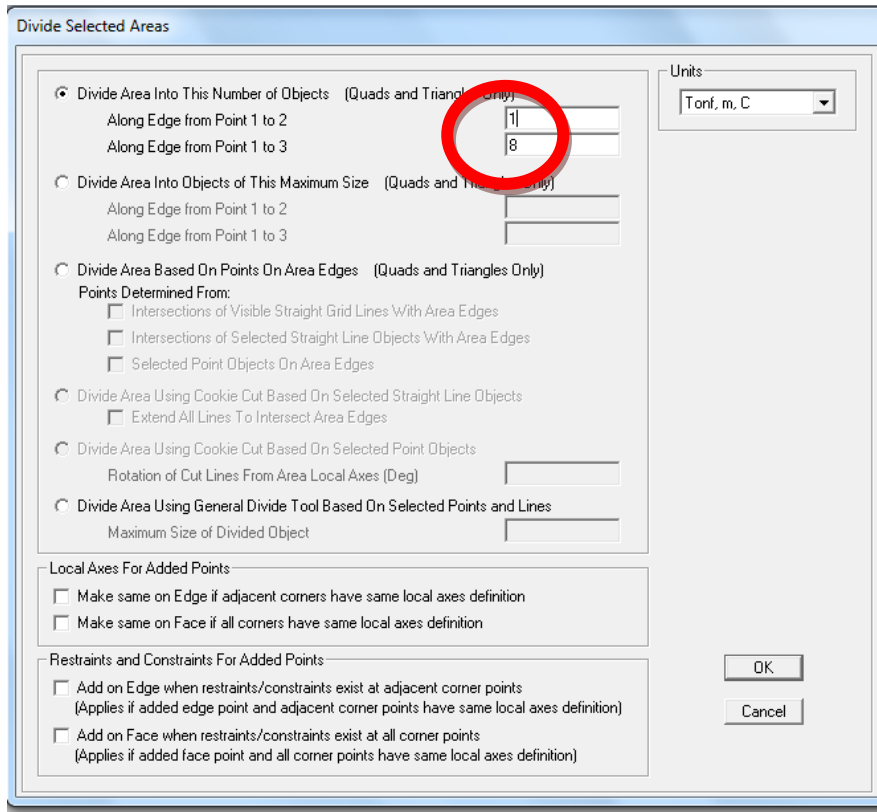 Divide Selected Areas
Divide Area Into This Number of Objects (Quads and Triangles Only)
Along Edge from Point 1 to 2
1
Along Edge from Point 1 to 3
8
Divide Area Into Objects of This Maximum Size (Quads and Triangles Only)
Along Edge from Point 1 to 2
Along Edge from Point 1 to 3
Divide Area Based On Points On Area Edges (Quads and Triangles Only)
Points Determined From:
Intersections of Visible Straight Grid Lines With Area Edges
Intersections of Selected Straight Line Objects With Area Edges
Selected Point Objects On Area Edges
Divide Area Using Cookie Cut Based On Selected Straight Line Objects
Extend All Lines To Intersect Area Edges
Divide Area Using Cookie Cut Based On Selected Point Objects
Rotation of Cut Lines From Area Local Axes (Deg)
Divide Area Using General Divide Tool Based On Selected Points and Lines
Maximum Size of Divided Object
Units
Tonf, m, C
Local Axes For Added Points
Make same on Edge if adjacent corners have same local axes definition
Make same on Face if all corners have same local axes definition
Restraints and Constraints For Added Points
Add on Edge when restraints/constraints exist at adjacent corner points
(Applies if added edge point and adjacent corner points have same local axes definition)
Add on Face when restraints/constraints exist at all corner points
(Applies if added face point and all corner points have same local axes definition)
OK
Cancel